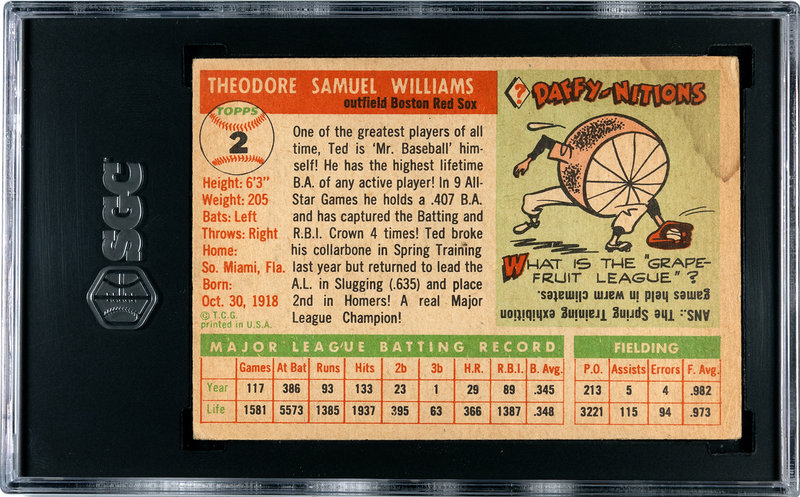 SGC
THEODORE SAMUEL WILLIAMS
outfield Boston Red Sox
TOPPS
2
Height: 6'3"
Weight: 205
Bats: Left
Throws: Right
Home:
So. Miami, Fla.
Born:
Oct. 30, 1918
© T.C.G.
printed in U.S.A.
One of the greatest players of all
time, Ted is 'Mr. Baseball' him-
self! He has the highest lifetime
B.A. of any active player! In 9 All-
Star Games he holds a .407 B.A.
and has captured the Batting and
R.B.I. Crown 4 times! Ted broke
his collarbone in Spring Training
last year but returned to lead the
A.L. in Slugging (.635) and place
2nd in Homers! A real Major
League Champion!
? DAFFY-NITIONS
WHAT IS THE "GRAPE-
FRUIT LEAGUE"?
ANS.: The Spring Training exhibition
games held in warm climates.
MAJOR LEAGUE BATTING RECORD
Games At Bat Runs Hits 2b 3b H.R. R.B.I. B. Avg.
Year 117 386 93 133 23 1 29 89 .345
Life 1581 5573 1385 1937 395 63 366 1387 .348
FIELDING
P.O. Assists Errors F. Avg.
213 5 4 .982
3221 115 94 .973